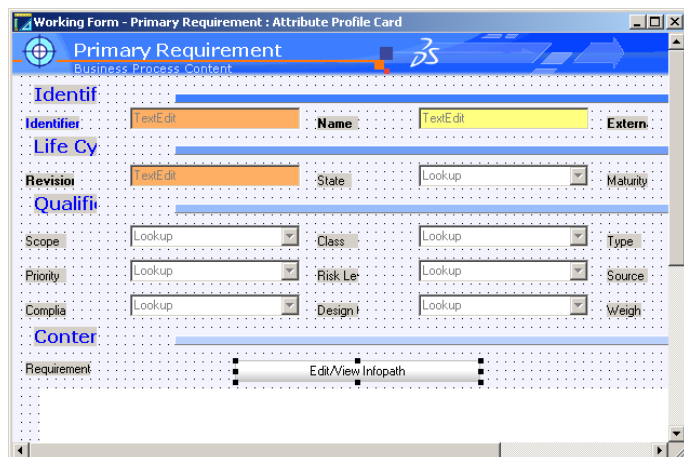 Working Form - Primary Requirement : Attribute Profile Card
Primary Requirement
Business Process Content
Identif
Identifier TextEdit Name TextEdit Extern
Life Cy
Revision TextEdit State Lookup Maturity
Qualifi
Scope Lookup Class Lookup Type
Priority Lookup Risk Le Lookup Source
Complia Lookup Design Lookup Weigh
Conter
Requirement Edit/View Infopath